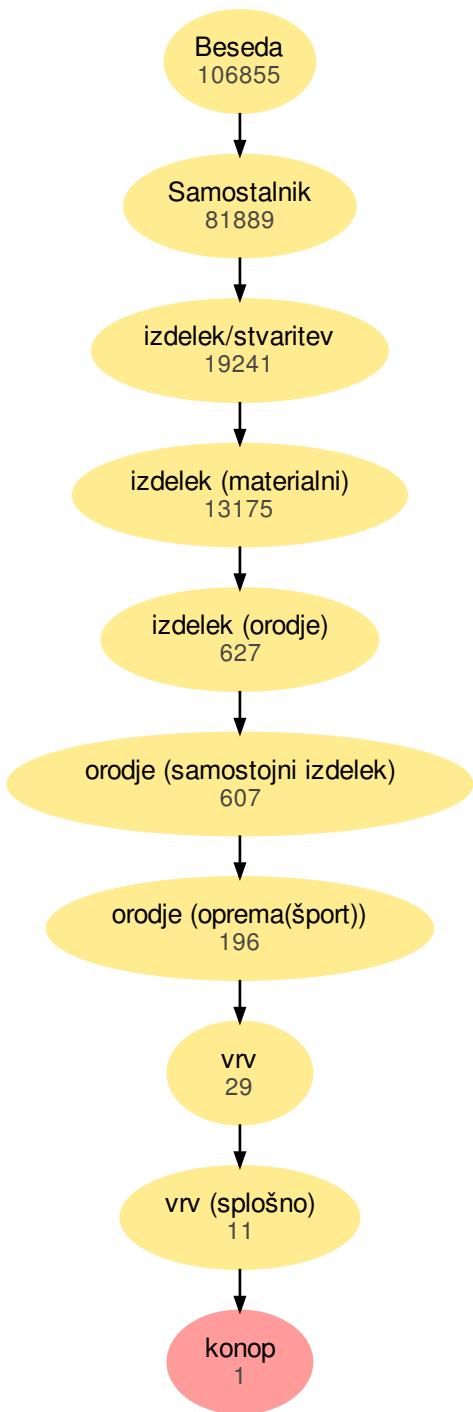 Beseda
106855
Samostalnik
81889
izdelek/stvaritev
19241
izdelek (materialni)
13175
izdelek (orodje)
627
orodje (samostojni izdelek)
607
orodje (oprema(šport))
196
vrv
29
vrv (splošno)
11
konop
1